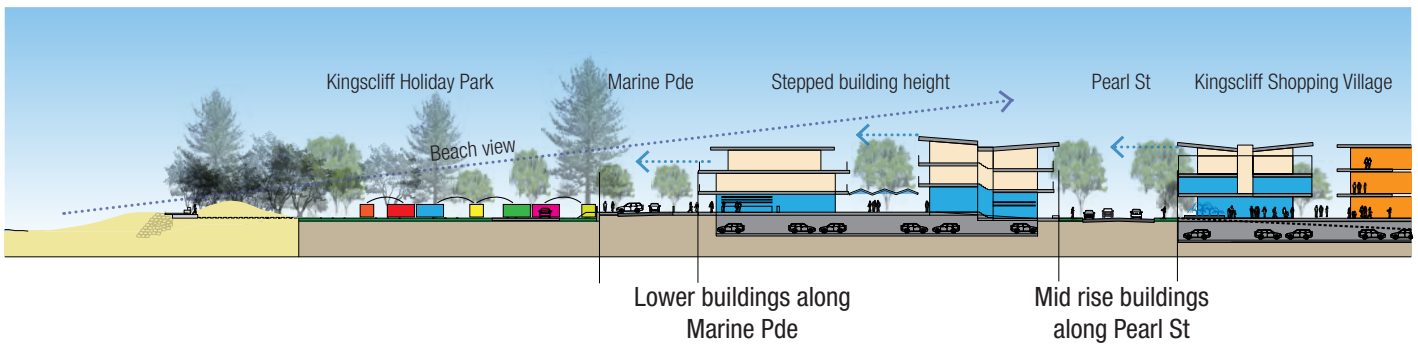 Kingscliff Holiday Park
Marine Pde
Stepped building height
Pearl St
Kingscliff Shopping Village
Beach view
Lower buildings along
Marine Pde
Mid rise buildings
along Pearl St